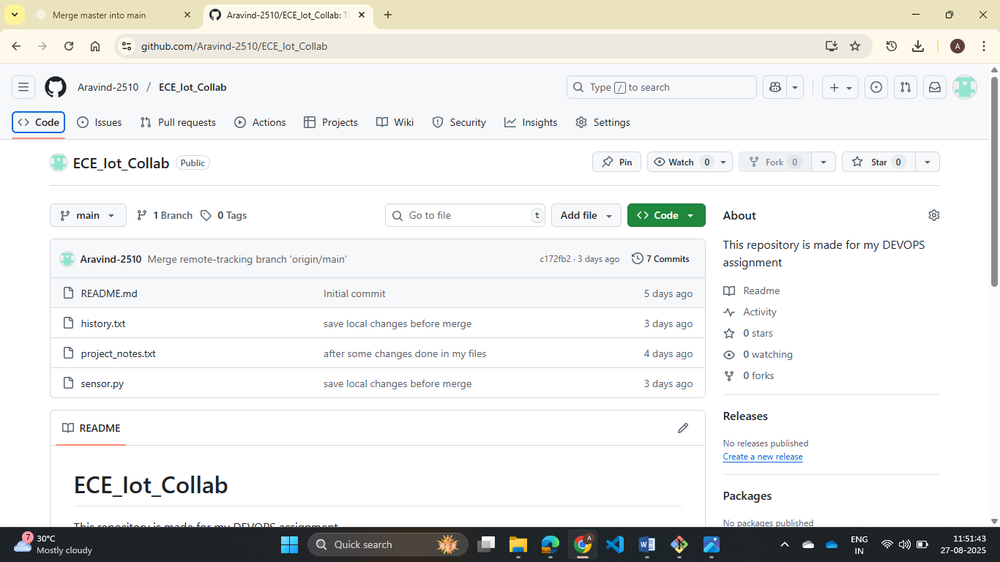 Merge master into main
Aravind-2510/ECE_Iot_Collab: T
github.com/Aravind-2510/ECE_Iot_Collab
A
Aravind-2510 / ECE_Iot_Collab
Type / to search
Code Issues Pull requests Actions Projects Wiki Security Insights Settings
ECE_Iot_Collab Public
Pin Watch 0 Fork 0 Star 0
main 1 Branch 0 Tags
Go to file t Add file Code
Aravind-2510 Merge remote-tracking branch 'origin/main' c172fb2 · 3 days ago 7 Commits
README.md Initial commit 5 days ago
history.txt save local changes before merge 3 days ago
project_notes.txt after some changes done in my files 4 days ago
sensor.py save local changes before merge 3 days ago
README
ECE_Iot_Collab
This repository is made for my DEVOPS assignment
About
This repository is made for my DEVOPS
assignment
Readme
Activity
0 stars
0 watching
0 forks
Releases
No releases published
Create a new release
Packages
No packages published
7
30°C
Mostly cloudy
Quick search
A
ENG
IN
11:51:43
27-08-2025